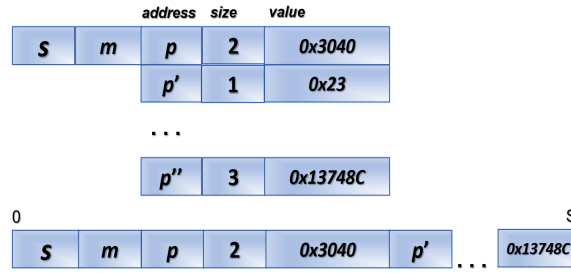 address size value
S m p 2 0x3040
p' 1 0x23
...
p'' 3 0x13748C
0 S
S m p 2 0x3040 p' ... 0x13748C